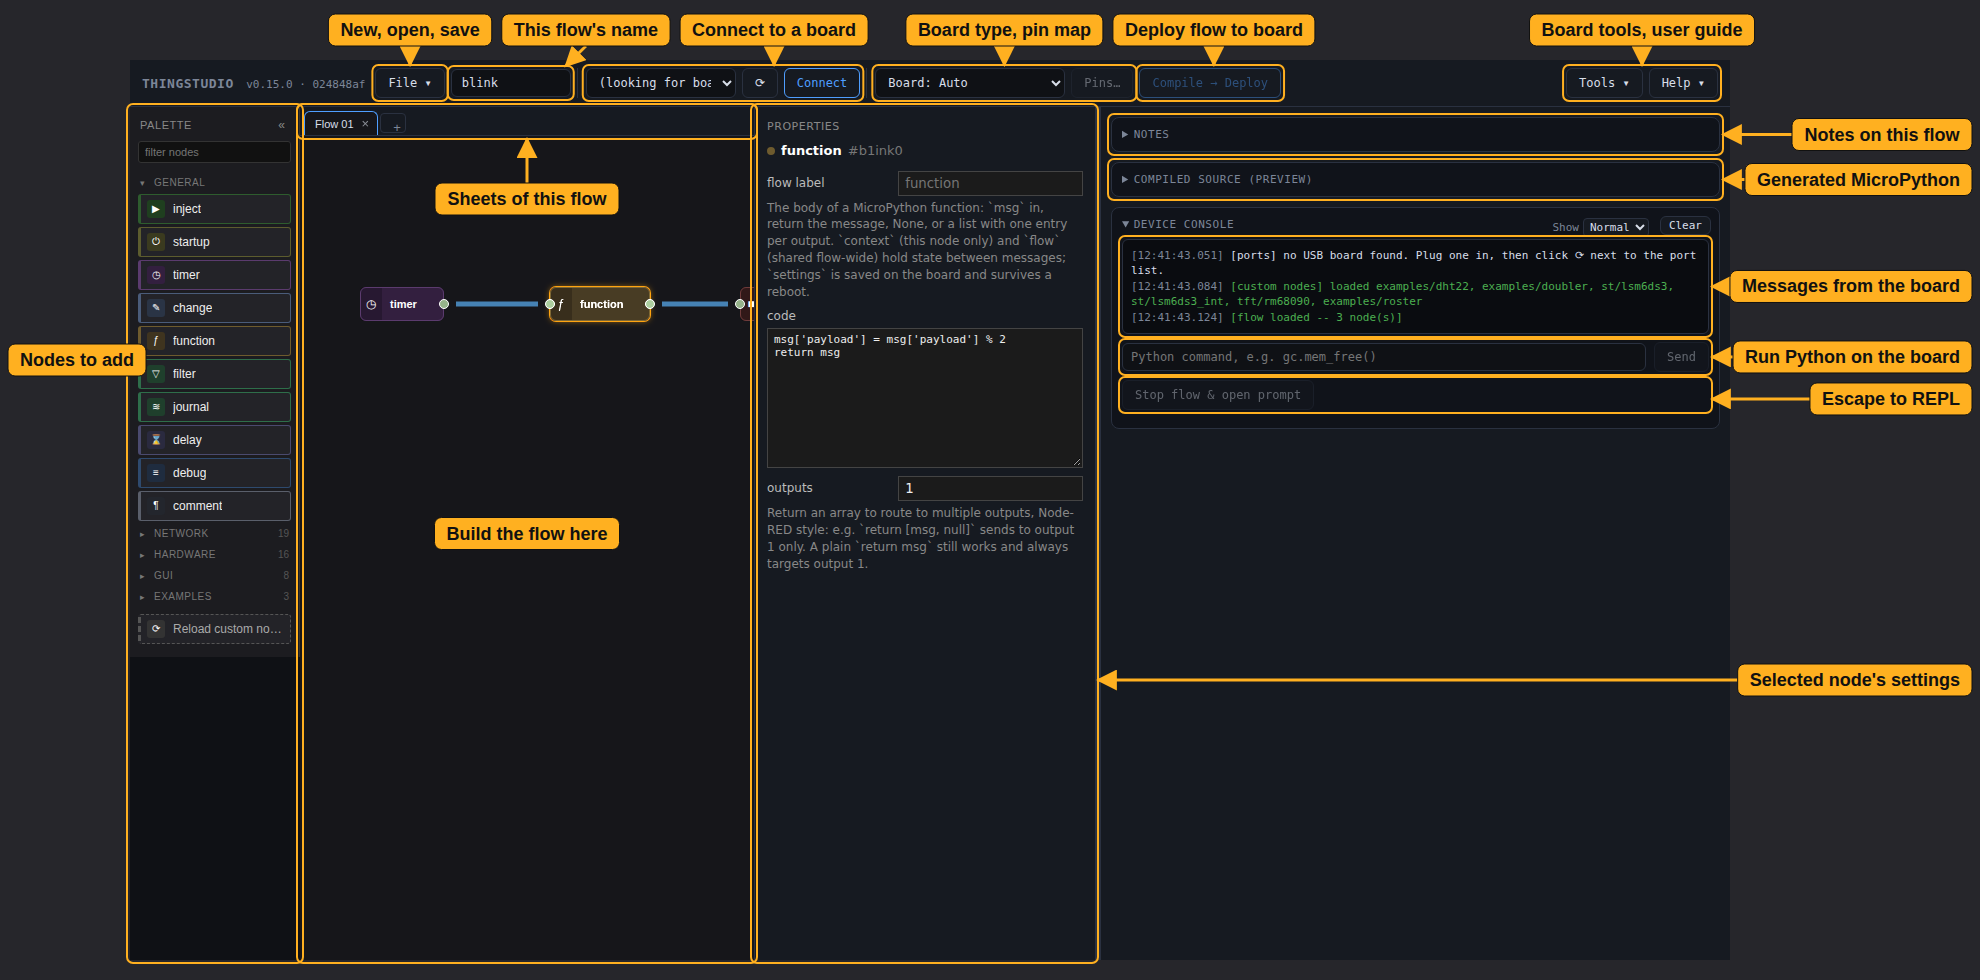 New, open, save
This flow's name
Connect to a board
Board type, pin map
Deploy flow to board
Board tools, user guide
THINGSTUDIO v0.15.0 · 024848af
File ▾
blink
(looking for boa
⟳
Connect
Board: Auto
Pins…
Compile → Deploy
Tools ▾
Help ▾
PALETTE «
filter nodes
▾ GENERAL
▶ inject
startup
timer
change
ƒ function
filter
journal
delay
≡ debug
¶ comment
▸ NETWORK 19
▸ HARDWARE 16
▸ GUI 8
▸ EXAMPLES 3
⟳ Reload custom no…
Nodes to add
Flow 01 ×
+
Sheets of this flow
timer
ƒ function
Build the flow here
PROPERTIES
function #b1ink0
flow label function
The body of a MicroPython function: `msg` in,
return the message, None, or a list with one entry
per output. `context` (this node only) and `flow`
(shared flow-wide) hold state between messages;
`settings` is saved on the board and survives a
reboot.
code
msg['payload'] = msg['payload'] % 2
return msg
outputs 1
Return an array to route to multiple outputs, Node-
RED style: e.g. `return [msg, null]` sends to output
1 only. A plain `return msg` still works and always
targets output 1.
▶ NOTES
Notes on this flow
▶ COMPILED SOURCE (PREVIEW)
Generated MicroPython
▼ DEVICE CONSOLE
Show Normal
Clear
[12:41:43.051] [ports] no USB board found. Plug one in, then click ⟳ next to the port
list.
[12:41:43.084] [custom nodes] loaded examples/dht22, examples/doubler, st/lsm6ds3,
st/lsm6ds3_int, tft/rm68090, examples/roster
[12:41:43.124] [flow loaded -- 3 node(s)]
Messages from the board
Python command, e.g. gc.mem_free()
Send
Run Python on the board
Stop flow & open prompt
Escape to REPL
Selected node's settings